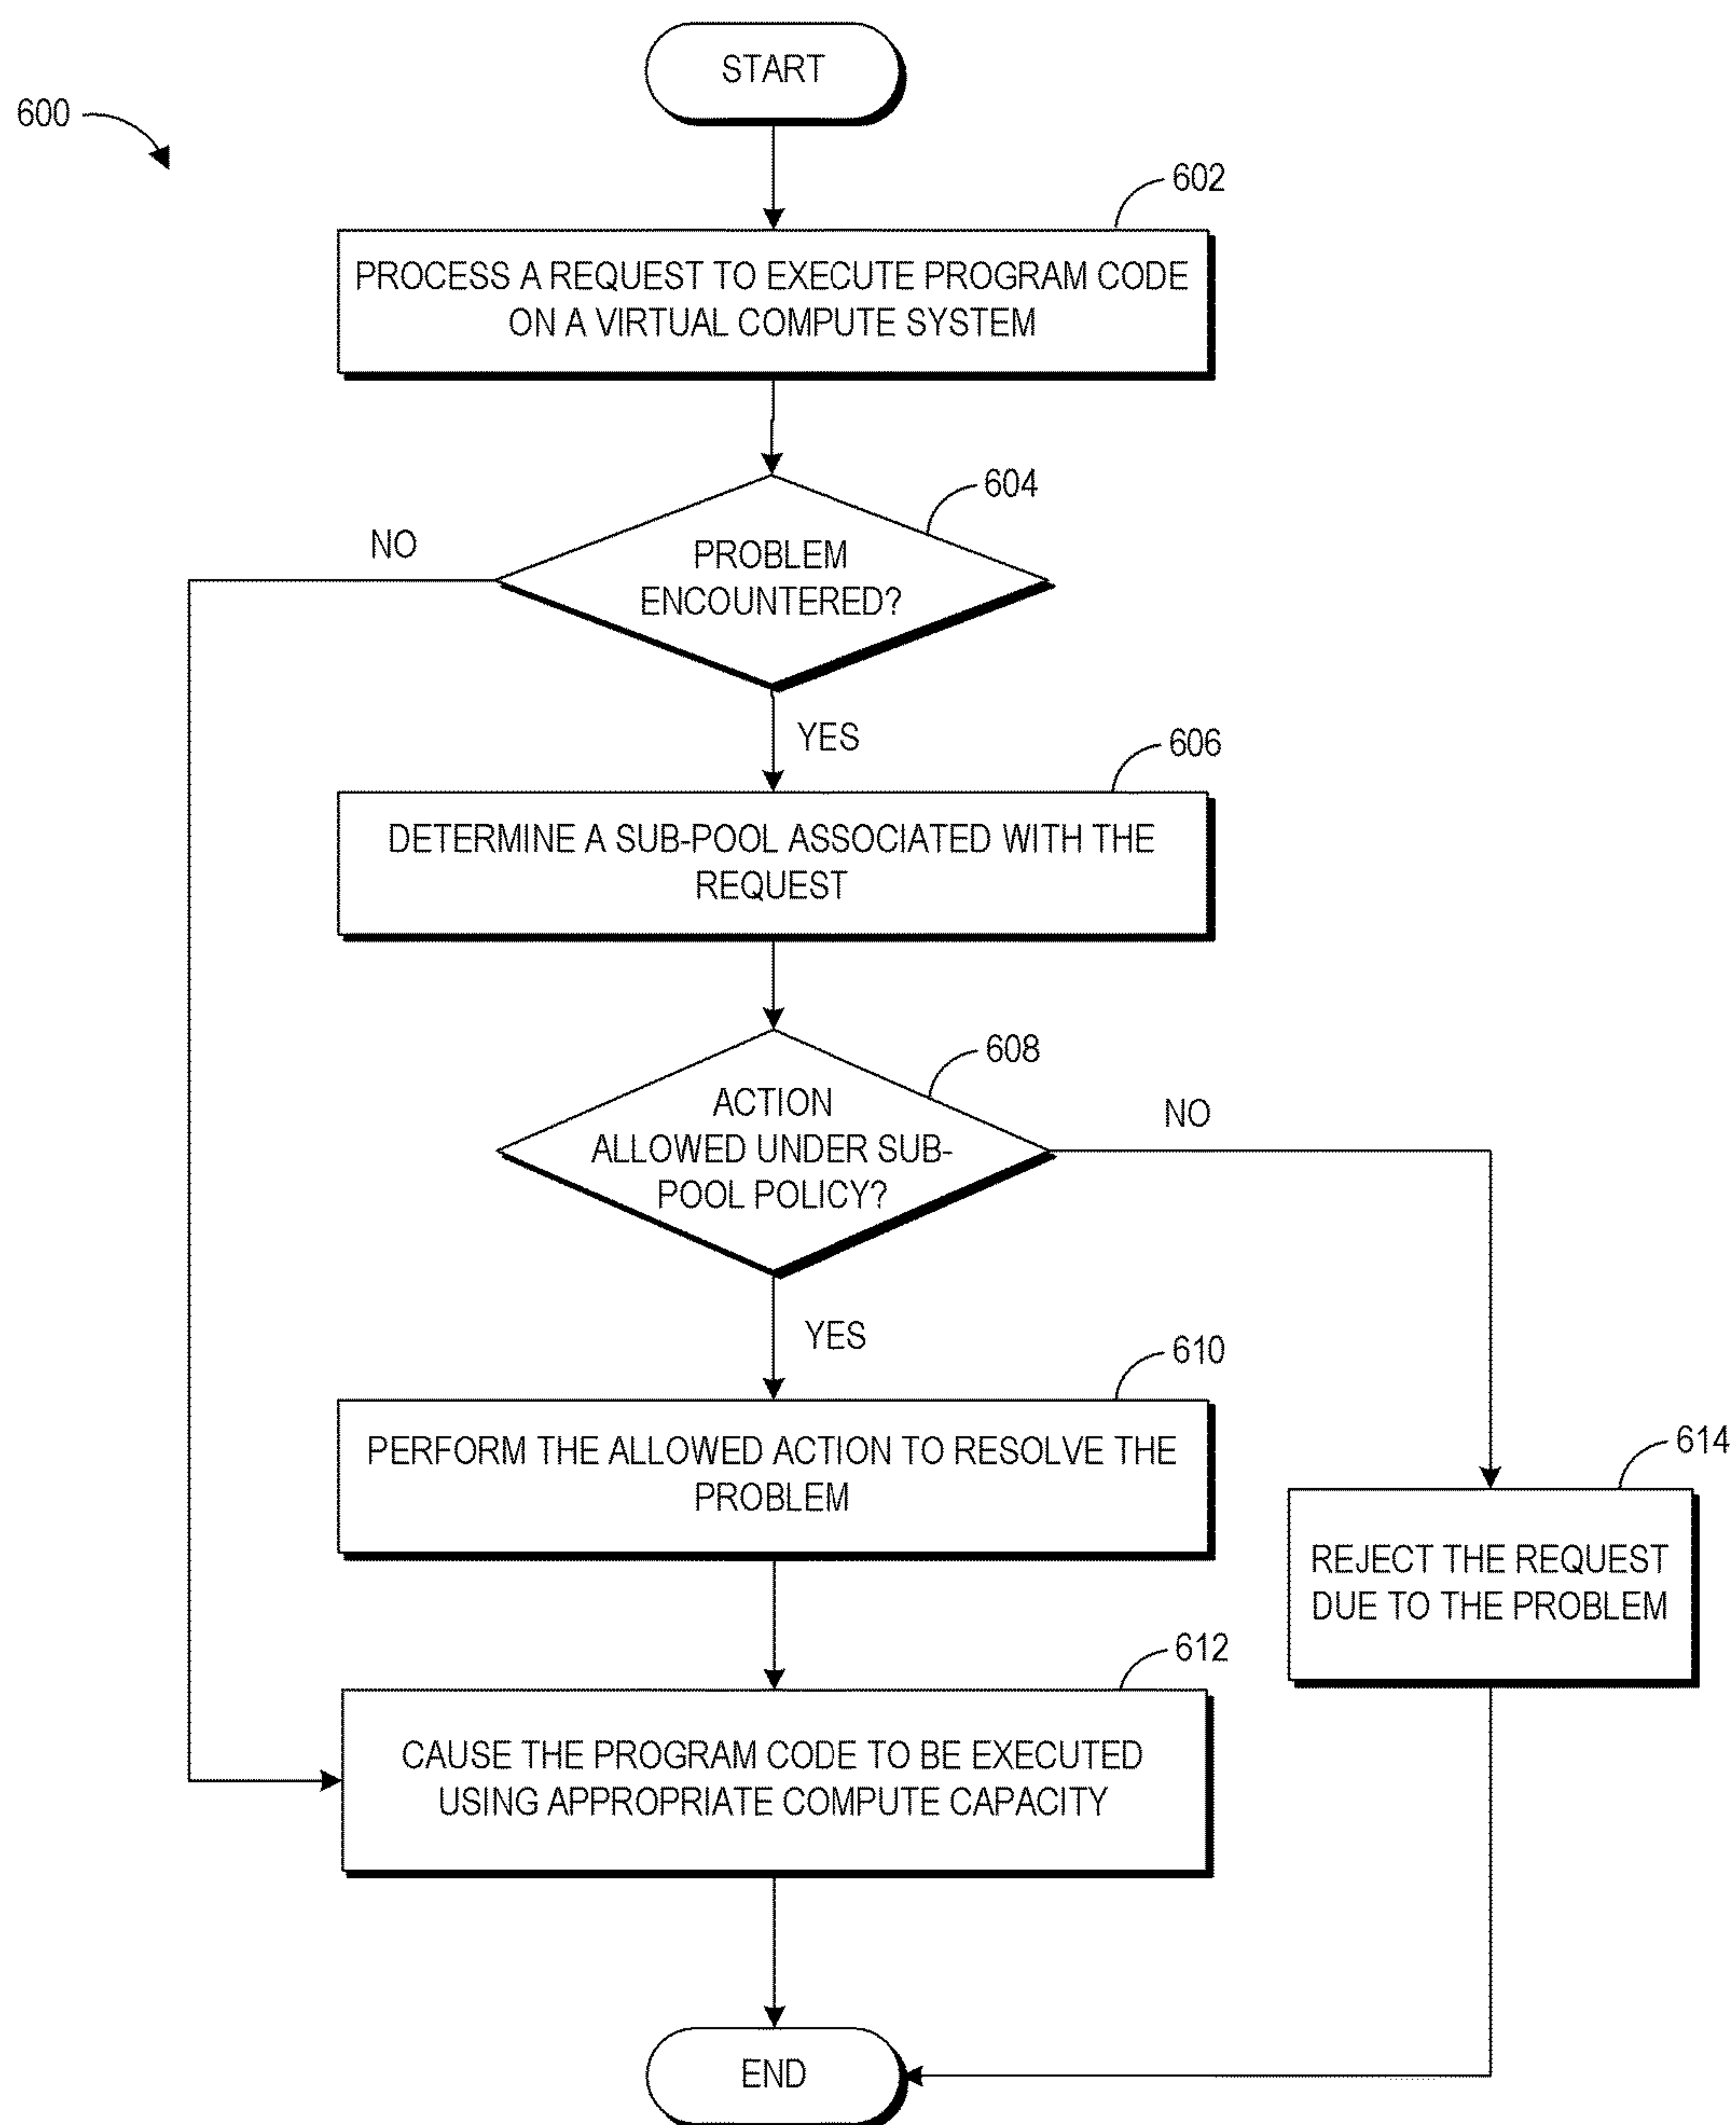 START
600
602
PROCESS A REQUEST TO EXECUTE PROGRAM CODE
ON A VIRTUAL COMPUTE SYSTEM
604
NO
PROBLEM
ENCOUNTERED?
YES
606
DETERMINE A SUB-POOL ASSOCIATED WITH THE
REQUEST
608
ACTION
ALLOWED UNDER SUB-
POOL POLICY?
NO
YES
610
PERFORM THE ALLOWED ACTION TO RESOLVE THE
PROBLEM
614
REJECT THE REQUEST
DUE TO THE PROBLEM
612
CAUSE THE PROGRAM CODE TO BE EXECUTED
USING APPROPRIATE COMPUTE CAPACITY
END